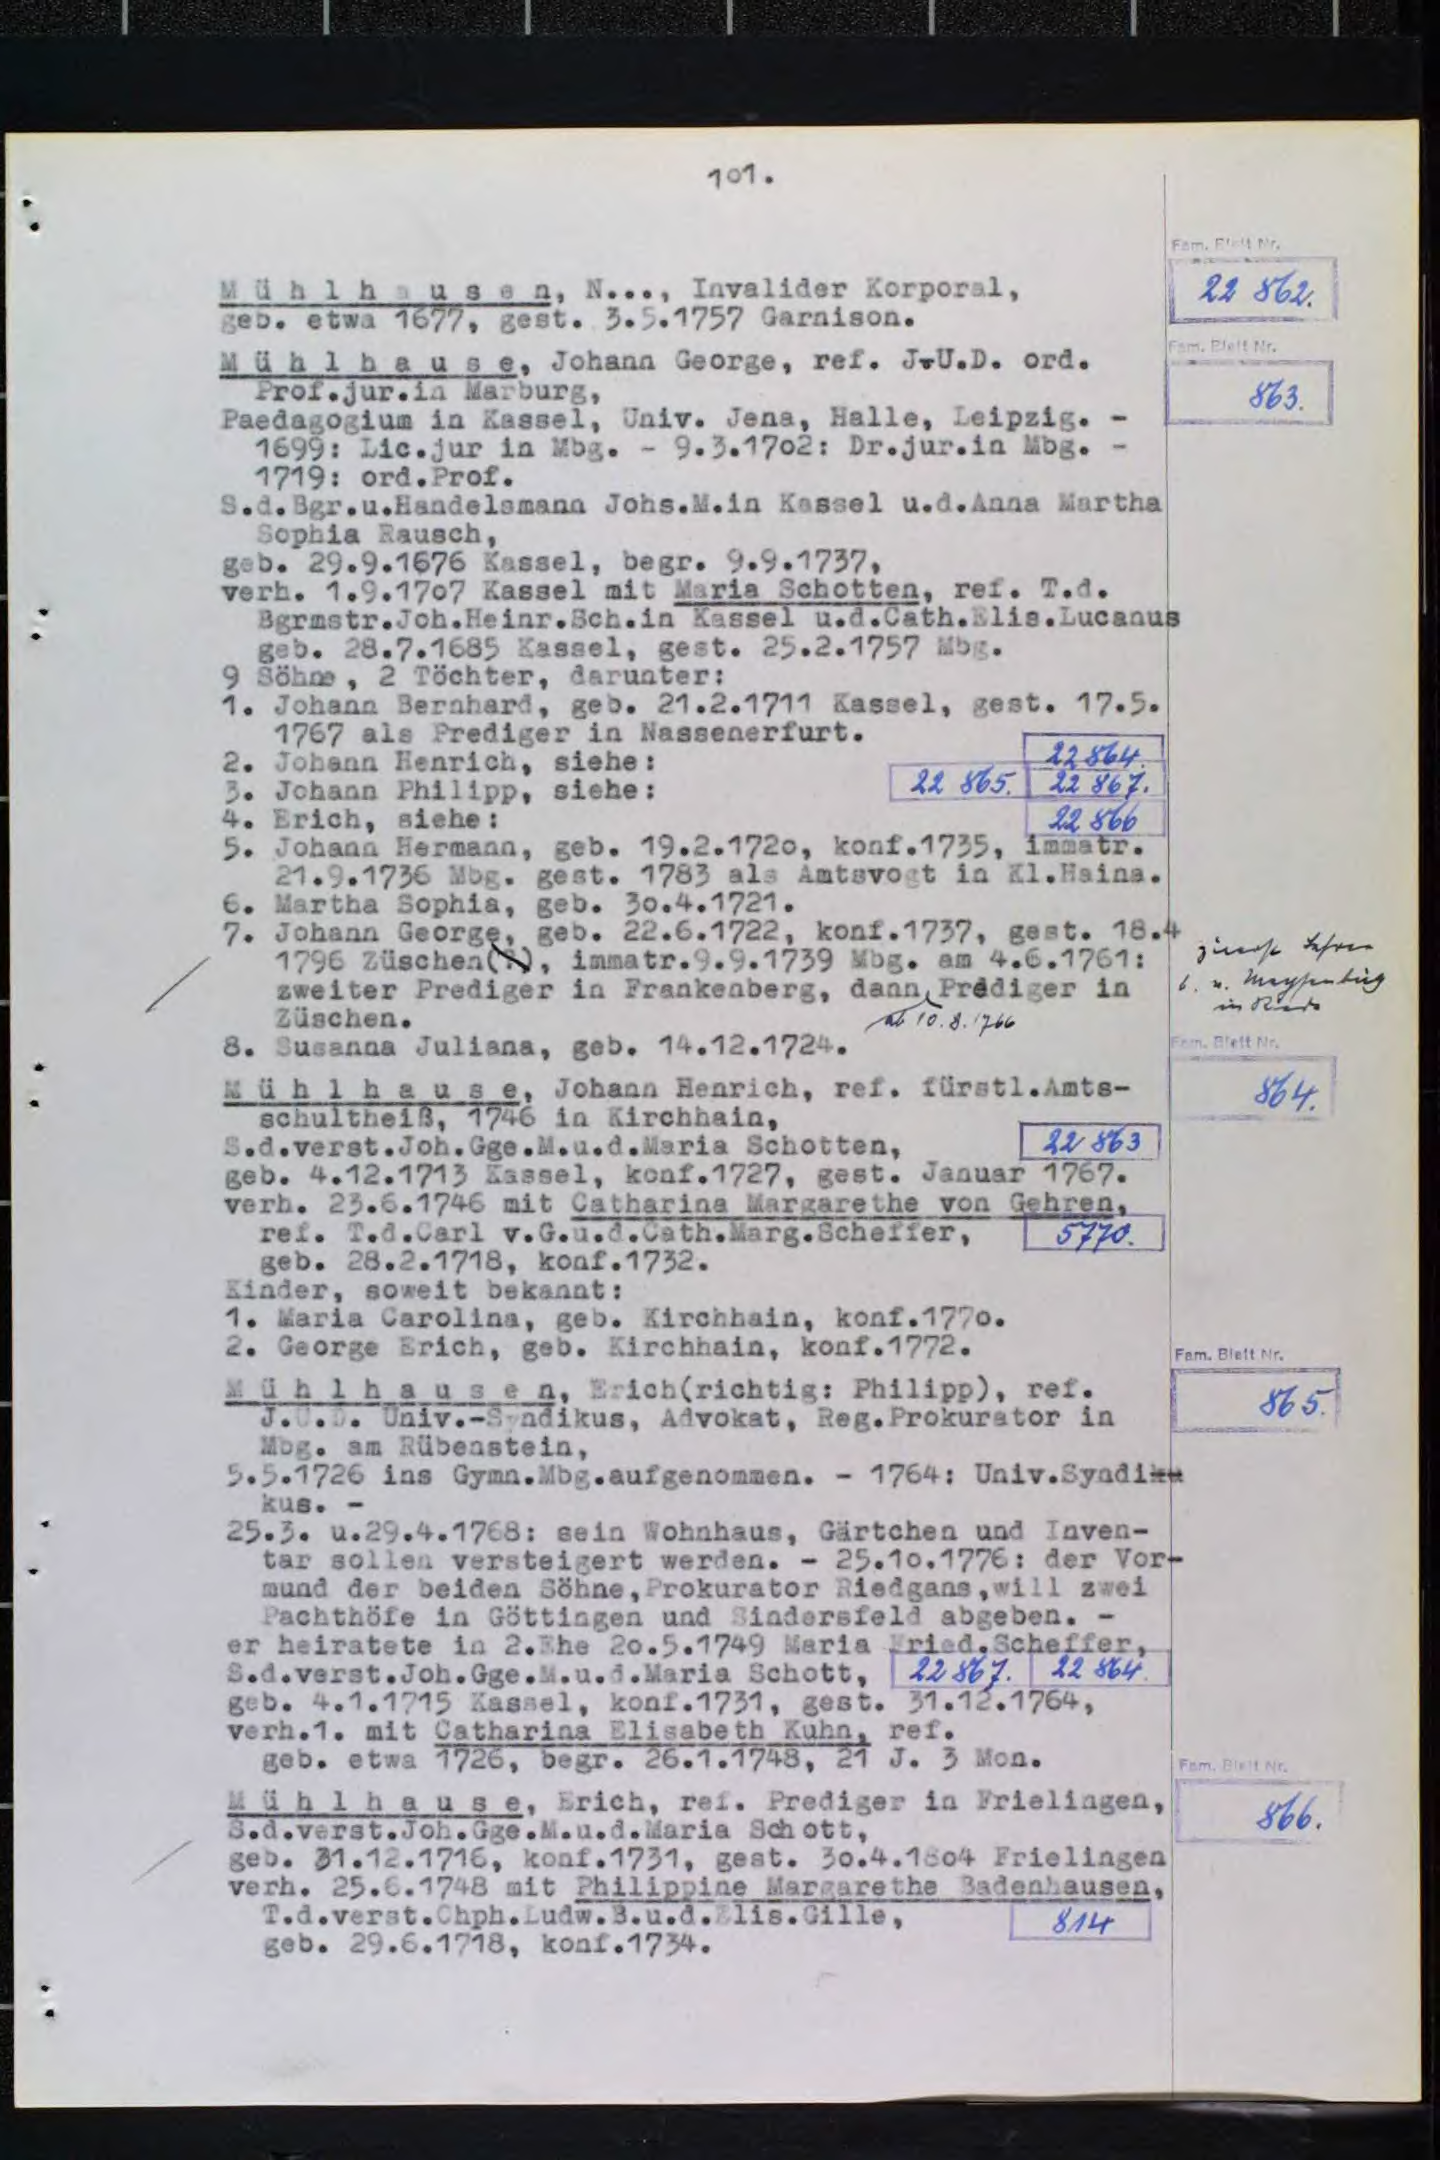 101.
Fam. Blatt Nr.
M ü h l h a u s e n, N..., Invalider Korporal,
22 862.
geb. etwa 1677, gest. 3.5.1757 Garnison.
Fam. Blatt Nr.
M ü h l h a u s e, Johann George, ref. J.U.D. ord.
863.
Prof.jur.in Marburg,
Paedagogium in Kassel, Univ. Jena, Halle, Leipzig. -
1699: Lic.jur in Mbg. - 9.3.17o2: Dr.jur.in Mbg. -
1719: ord.Prof.
S.d.Bgr.u.Handelsmann Johs.M.in Kassel u.d.Anna Martha
Sophia Rausch,
geb. 29.9.1676 Kassel, begr. 9.9.1737,
verh. 1.9.17o7 Kassel mit Maria Schotten, ref. T.d.
Bgrmstr.Joh.Heinr.Sch.in Kassel u.d.Cath.Elis.Lucanus
geb. 28.7.1685 Kassel, gest. 25.2.1757 Mbg.
9 Söhne, 2 Töchter, darunter:
1. Johann Bernhard, geb. 21.2.1711 Kassel, gest. 17.5.
1767 als Prediger in Nassenerfurt.
2. Johann Henrich, siehe: 22 864.
3. Johann Philipp, siehe: 22 865. 22 867.
4. Erich, siehe: 22 866
5. Johann Hermann, geb. 19.2.172o, konf.1735, immatr.
21.9.1736 Mbg. gest. 1783 als Amtsvogt in Kl.Haina.
6. Martha Sophia, geb. 3o.4.1721.
7. Johann George, geb. 22.6.1722, konf.1737, gest. 18.4
1796 Züschen(?), immatr.9.9.1739 Mbg. am 4.6.1761:
zweiter Prediger in Frankenberg, dann Prediger in
Züschen. ab 10.8.1766
in
8. Susanna Juliana, geb. 14.12.1724.
Fam. Blatt Nr.
M ü h l h a u s e, Johann Henrich, ref. fürstl.Amts-
864.
schultheiß, 1746 in Kirchhain,
S.d.verst.Joh.Gge.M.u.d.Maria Schotten, 22 863
geb. 4.12.1713 Kassel, konf.1727, gest. Januar 1767.
verh. 23.6.1746 mit Catharina Margarethe von Gehren,
ref. T.d.Carl v.G.u.d.Cath.Marg.Scheffer, 5770.
geb. 28.2.1718, konf.1732.
Kinder, soweit bekannt:
1. Maria Carolina, geb. Kirchhain, konf.177o.
2. George Erich, geb. Kirchhain, konf.1772.
Fam. Blatt Nr.
M ü h l h a u s e n, Erich(richtig: Philipp), ref.
865.
J.U.D. Univ.-Syndikus, Advokat, Reg.Prokurator in
Mbg. am Rübenstein,
5.5.1726 ins Gymn.Mbg.aufgenommen. - 1764: Univ.Syndi
kus. -
25.3. u.29.4.1768: sein Wohnhaus, Gärtchen und Inven-
tar sollen versteigert werden. - 25.1o.1776: der Vor-
mund der beiden Söhne,Prokurator Riedgans,will zwei
Pachthöfe in Göttingen und Sindersfeld abgeben. -
er heiratete in 2.Ehe 2o.5.1749 Maria Fried.Scheffer,
S.d.verst.Joh.Gge.M.u.d.Maria Schott, 22 867. 22 864.
geb. 4.1.1715 Kassel, konf.1731, gest. 31.12.1764,
verh.1. mit Catharina Elisabeth Kuhn, ref.
geb. etwa 1726, begr. 26.1.1748, 21 J. 3 Mon.
Fam. Blatt Nr.
M ü h l h a u s e, Erich, ref. Prediger in Frielingen,
866.
S.d.verst.Joh.Gge.M.u.d.Maria Schott,
geb. 31.12.1716, konf.1731, gest. 3o.4.18o4 Frielingen
verh. 25.6.1748 mit Philippine Margarethe Badenhausen,
T.d.verst.Chph.Ludw.B.u.d.Elis.Gille, 814
geb. 29.6.1718, konf.1734.